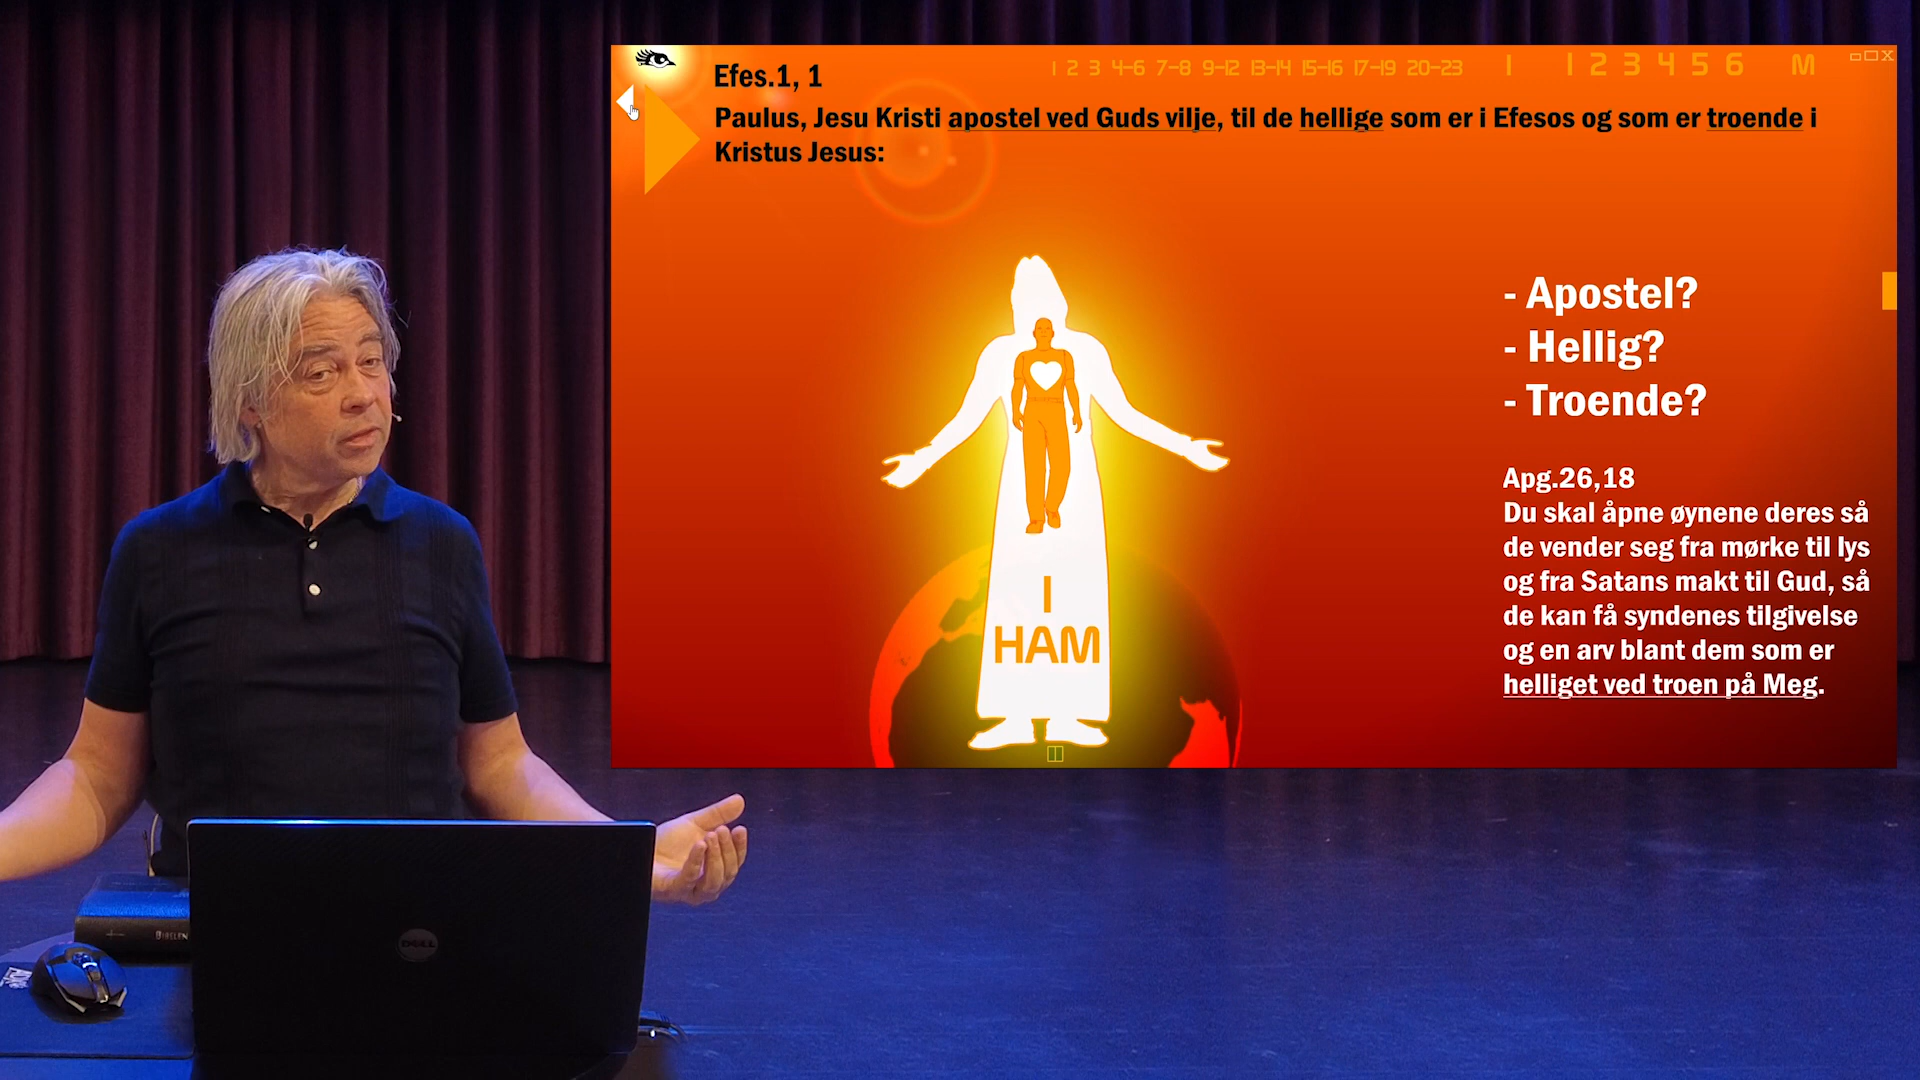 1 2 3 4-6 7-8 9-12 13-14 15-16 17-19 20-23 1 1 2 3 4 5 6 M X
Efes.1, 1
Paulus, Jesu Kristi apostel ved Guds vilje, til de hellige som er i Efesos og som er troende i
Kristus Jesus:
- Apostel?
- Hellig?
- Troende?
Apg.26,18
Du skal åpne øynene deres så
de vender seg fra mørke til lys
og fra Satans makt til Gud, så
de kan få syndenes tilgivelse
og en arv blant dem som er
helliget ved troen på Meg.
I
HAM
BIBELEN
DELL